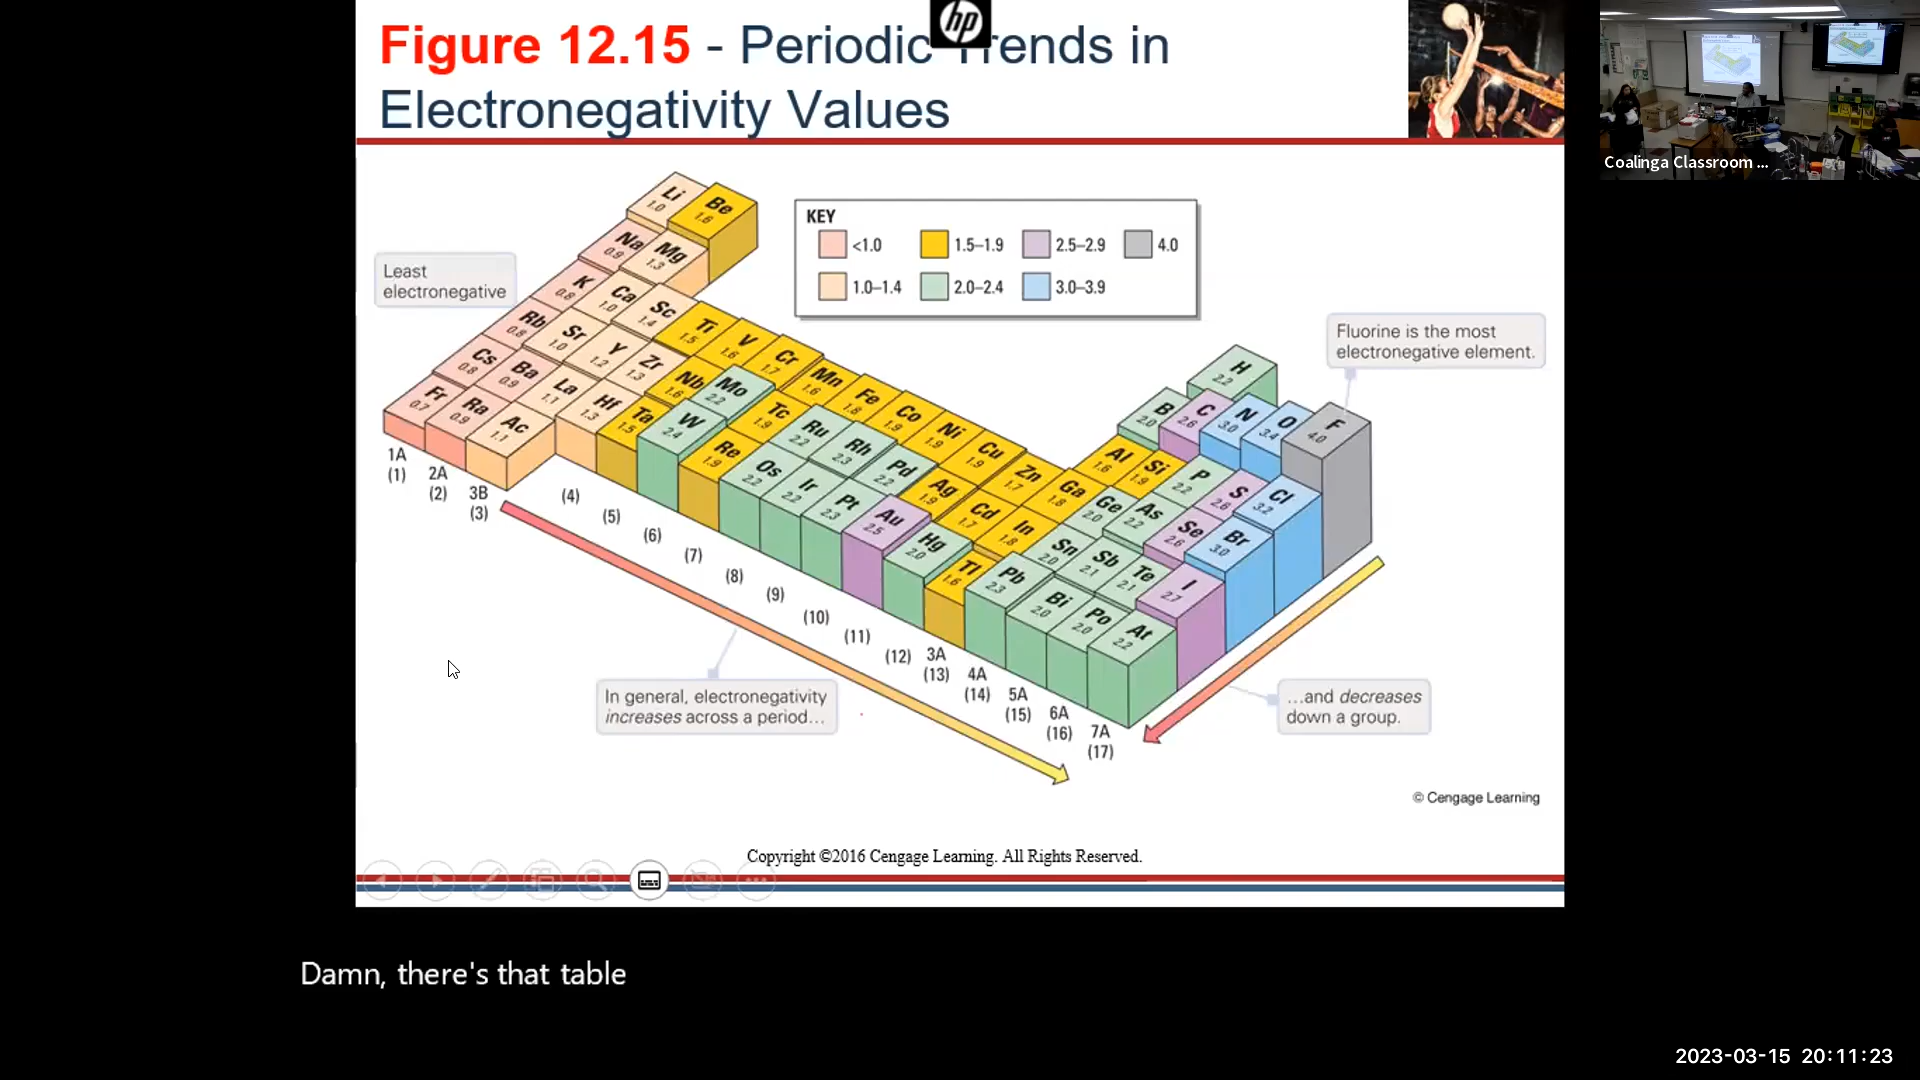 Figure 12.15 - Periodic Trends in
Electronegativity Values
hp
Coalinga Classroom ...
Least
electronegative
KEY
<1.0
1.5–1.9
2.5–2.9
4.0
1.0–1.4
2.0–2.4
3.0–3.9
Fluorine is the most
electronegative element.
Li 1.0
Be 1.6
Na 0.9
Mg 1.3
K 0.8
Ca 1.0
Sc 1.4
Ti 1.5
V 1.6
Cr 1.7
Mn 1.6
Fe 1.8
Co 1.9
Ni 1.9
Cu 1.9
Zn 1.7
Ga 1.8
Ge 2.0
As 2.2
Se 2.6
Br 3.0
Rb 0.8
Sr 1.0
Y 1.2
Zr 1.3
Nb 1.6
Mo 2.2
Tc 1.9
Ru 2.2
Rh 2.3
Pd 2.2
Ag 1.9
Cd 1.7
In 1.8
Sn 2.0
Sb 2.1
Te 2.1
I 2.7
Cs 0.8
Ba 0.9
La 1.1
Hf 1.3
Ta 1.5
W 2.4
Re 1.9
Os 2.2
Ir 2.2
Pt 2.3
Au 2.5
Hg 2.0
Tl 1.6
Pb 2.3
Bi 2.0
Po 2.0
At 2.2
Fr 0.7
Ra 0.9
Ac 1.1
H 2.2
B 2.0
C 2.6
N 3.0
O 3.4
F 4.0
Al 1.6
Si 1.9
P 2.2
S 2.6
Cl 3.2
1A
(1)
2A
(2)
3B
(3)
(4)
(5)
(6)
(7)
(8)
(9)
(10)
(11)
(12)
3A
(13)
4A
(14)
5A
(15)
6A
(16)
7A
(17)
In general, electronegativity
increases across a period…
…and decreases
down a group.
© Cengage Learning
Copyright ©2016 Cengage Learning. All Rights Reserved.
Damn, there's that table
2023-03-15 20:11:23